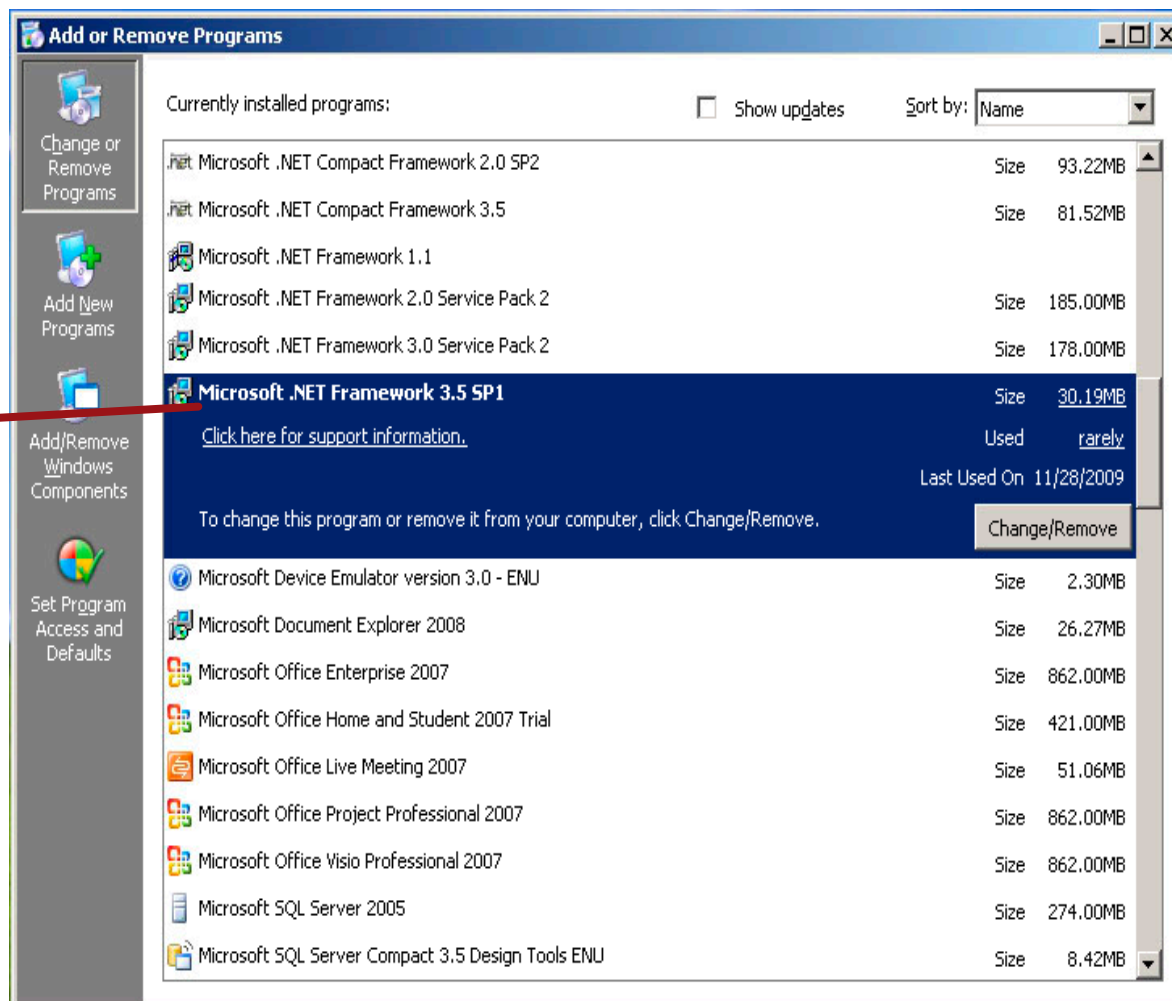 Add or Remove Programs
Change or
Remove
Programs
Add New
Programs
Add/Remove
Windows
Components
Set Program
Access and
Defaults
Currently installed programs: Show updates Sort by: Name
.net Microsoft .NET Compact Framework 2.0 SP2 Size 93.22MB
.net Microsoft .NET Compact Framework 3.5 Size 81.52MB
Microsoft .NET Framework 1.1
Microsoft .NET Framework 2.0 Service Pack 2 Size 185.00MB
Microsoft .NET Framework 3.0 Service Pack 2 Size 178.00MB
Microsoft .NET Framework 3.5 SP1 Size 30.19MB
Click here for support information. Used rarely
Last Used On 11/28/2009
To change this program or remove it from your computer, click Change/Remove. Change/Remove
Microsoft Device Emulator version 3.0 - ENU Size 2.30MB
Microsoft Document Explorer 2008 Size 26.27MB
Microsoft Office Enterprise 2007 Size 862.00MB
Microsoft Office Home and Student 2007 Trial Size 421.00MB
Microsoft Office Live Meeting 2007 Size 51.06MB
Microsoft Office Project Professional 2007 Size 862.00MB
Microsoft Office Visio Professional 2007 Size 862.00MB
Microsoft SQL Server 2005 Size 274.00MB
Microsoft SQL Server Compact 3.5 Design Tools ENU Size 8.42MB